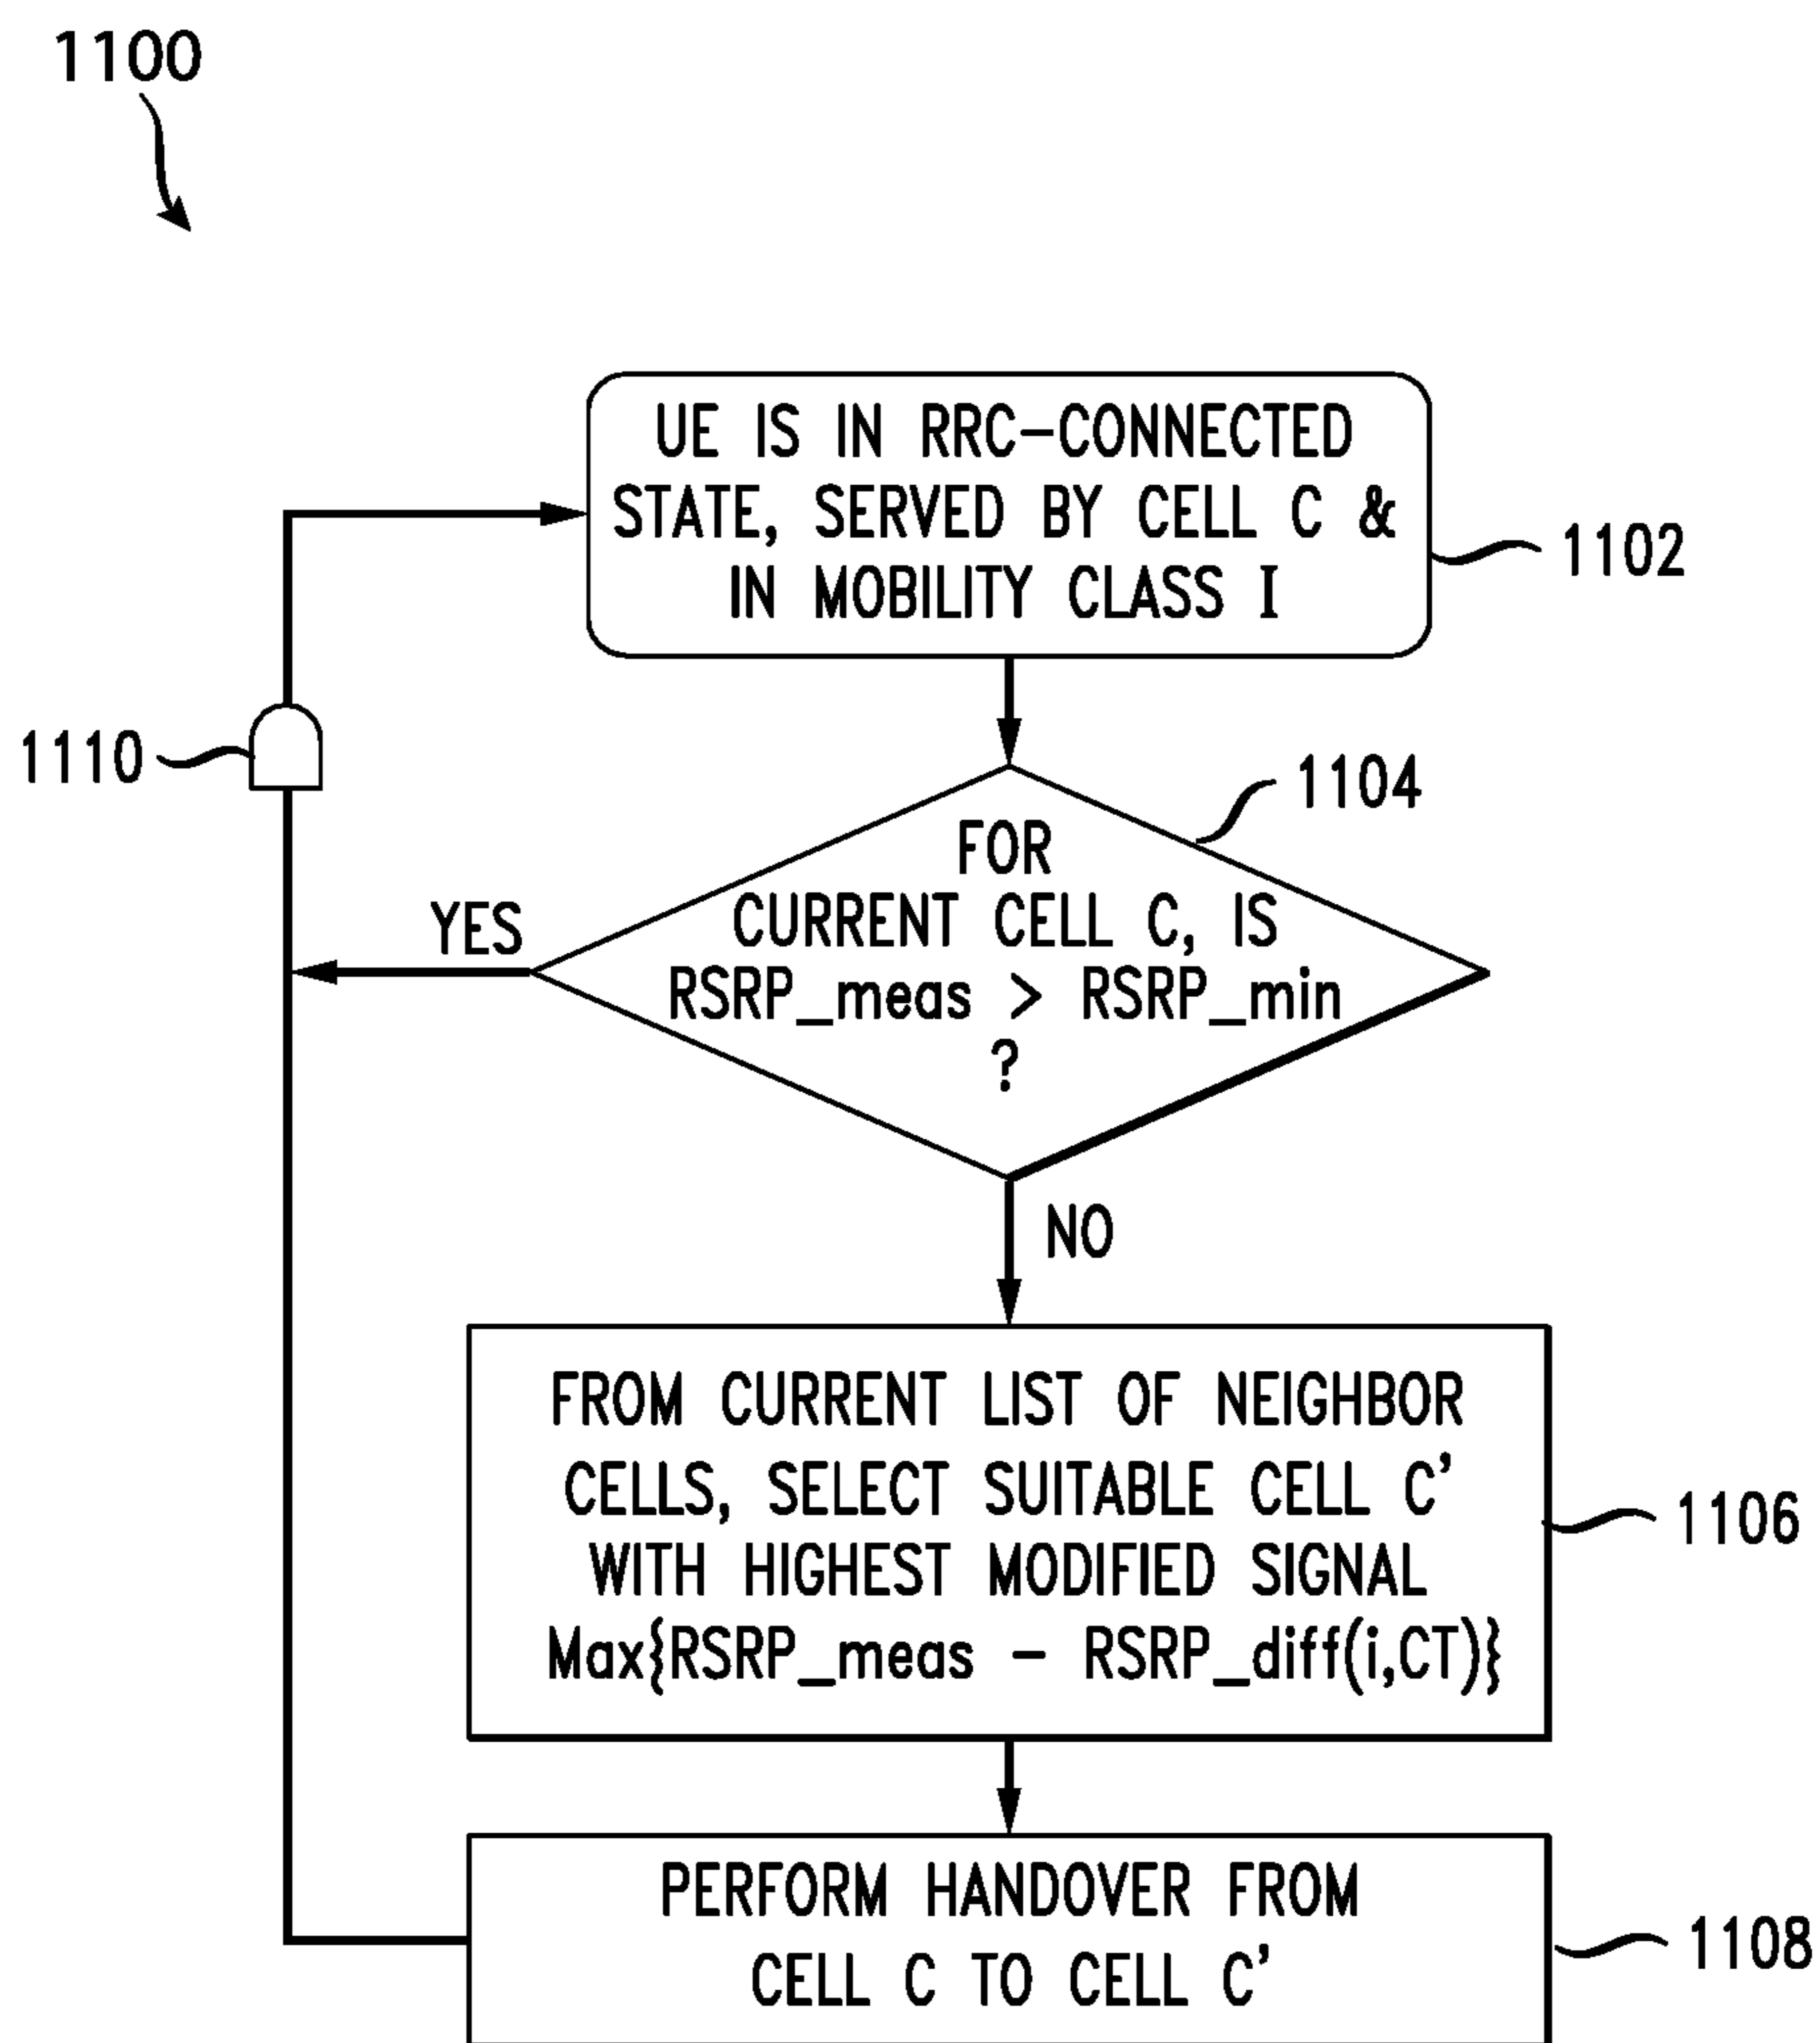 1100
UE IS IN RRC-CONNECTED
STATE, SERVED BY CELL C &
IN MOBILITY CLASS I
1102
1110
1104
FOR
CURRENT CELL C, IS
RSRP_meas > RSRP_min
?
YES
NO
FROM CURRENT LIST OF NEIGHBOR
CELLS, SELECT SUITABLE CELL C'
WITH HIGHEST MODIFIED SIGNAL
Max{RSRP_meas - RSRP_diff(i,CT)}
1106
PERFORM HANDOVER FROM
CELL C TO CELL C'
1108